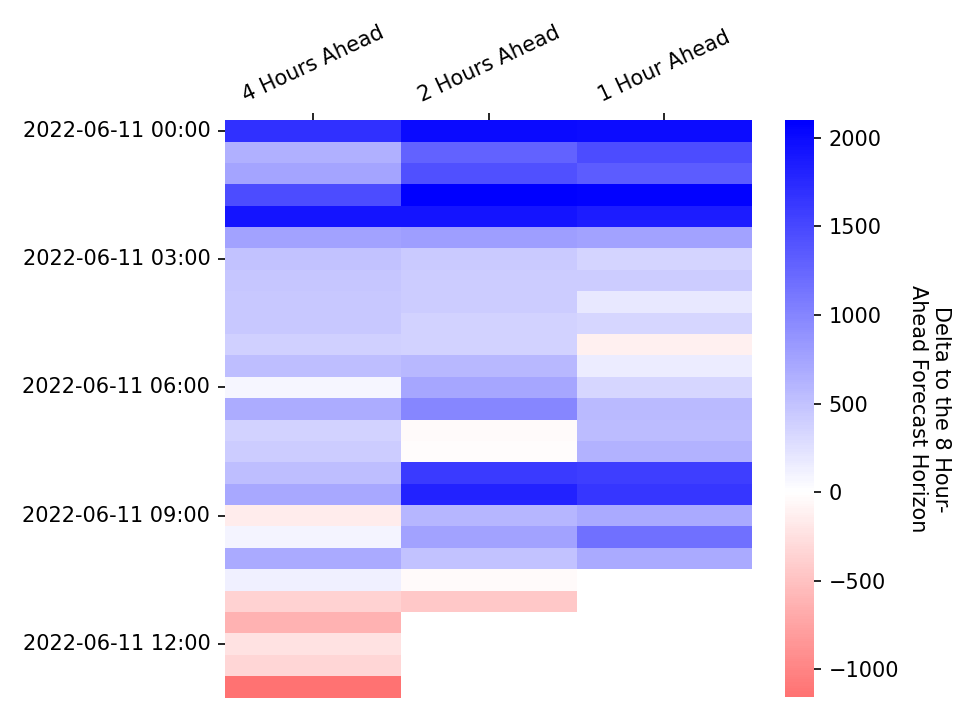 4 Hours Ahead
2 Hours Ahead
1 Hour Ahead
2022-06-11 00:00
2022-06-11 03:00
2022-06-11 06:00
2022-06-11 09:00
2022-06-11 12:00
2000
1500
1000
500
0
−500
−1000
Delta to the 8 Hour-
Ahead Forecast Horizon